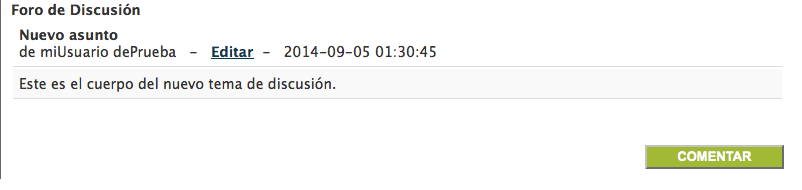 Foro de Discusión
Nuevo asunto
de miUsuario dePrueba - Editar - 2014-09-05 01:30:45
Este es el cuerpo del nuevo tema de discusión.
COMENTAR